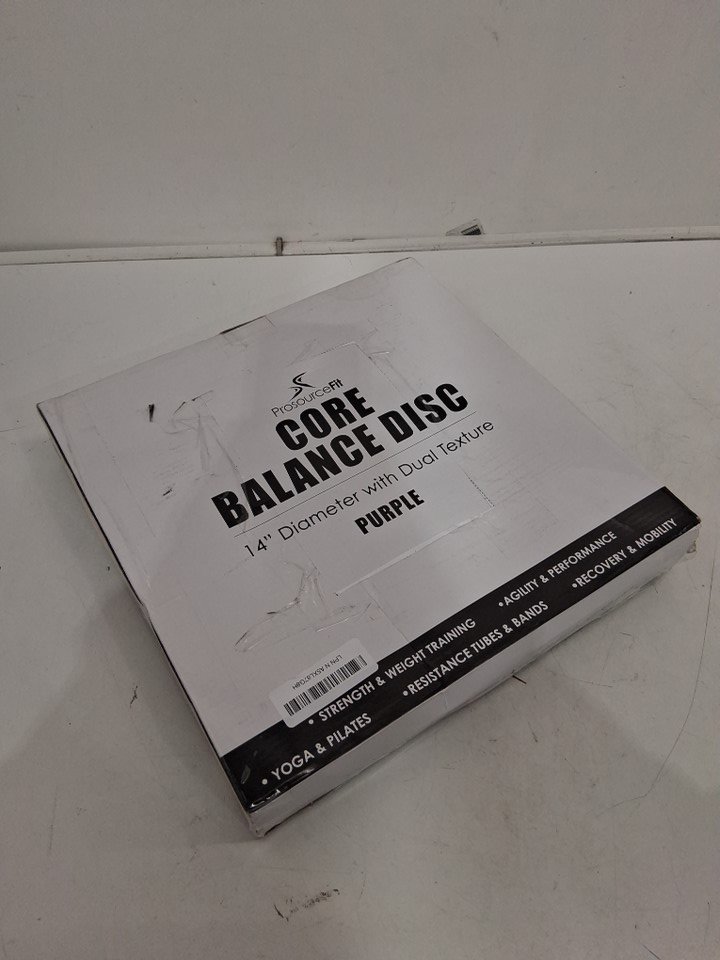 ProsourceFit
CORE
BALANCE DISC
14" Diameter with Dual Texture
PURPLE
• STRENGTH & WEIGHT TRAINING
• AGILITY & PERFORMANCE
• YOGA & PILATES
• RESISTANCE TUBES & BANDS
• RECOVERY & MOBILITY